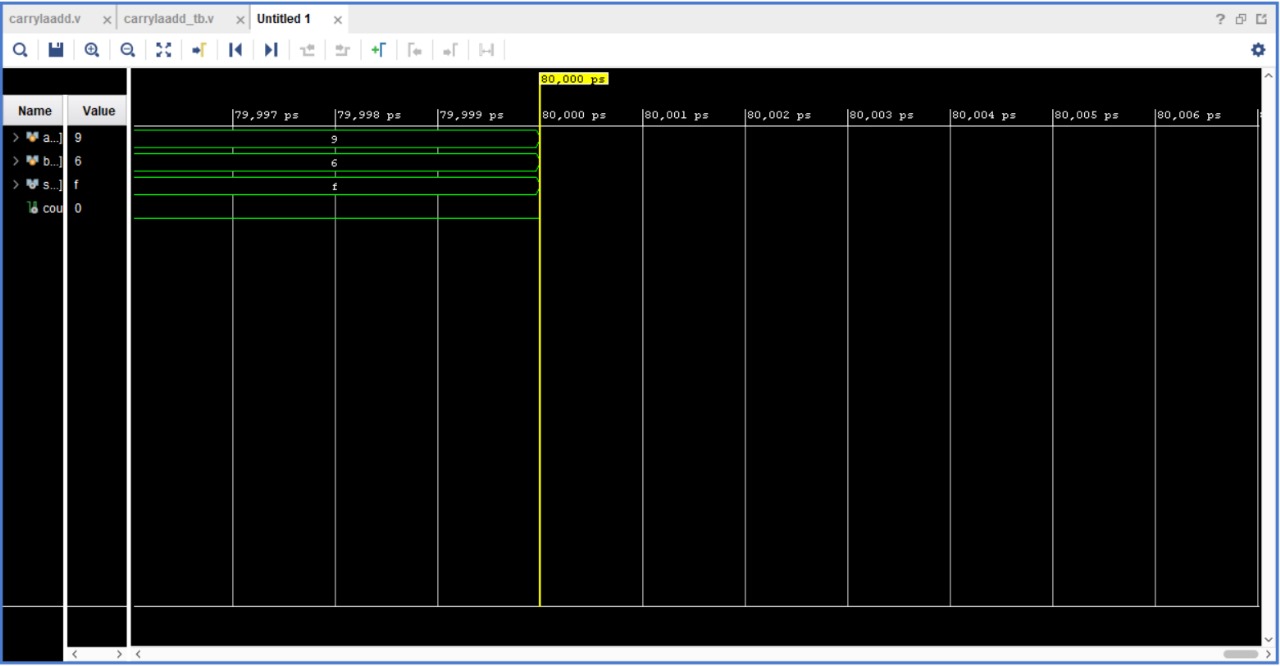 carrylaadd.v × carrylaadd_tb.v × Untitled 1 ×
80,000 ps
Name Value
79,997 ps 79,998 ps 79,999 ps 80,000 ps 80,001 ps 80,002 ps 80,003 ps 80,004 ps 80,005 ps 80,006 ps
a...] 9 9
b...] 6 6
s...] f f
cou 0